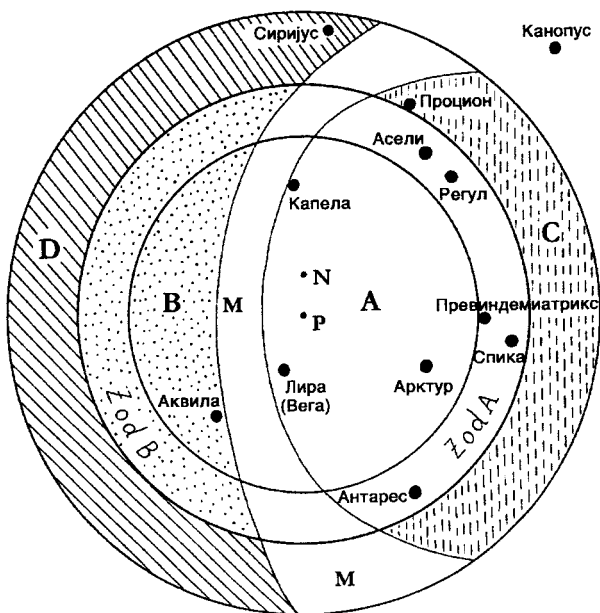 Сиријус
Канопус
Процион
Асели
Регул
Капела
D
C
N
B
M
A
P
Превиндемиатрикс
Спика
Лира
(Вега)
Арктур
Аквила
Zod B
Zod A
Антарес
M